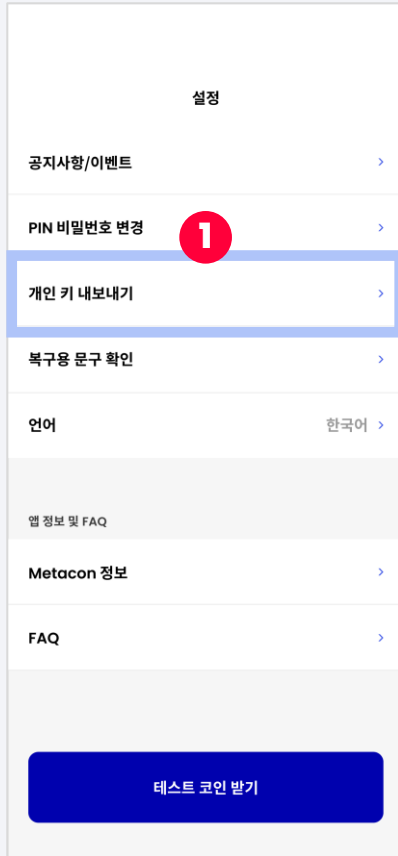 설정
공지사항/이벤트
PIN 비밀번호 변경
1
개인 키 내보내기
복구용 문구 확인
언어 한국어
앱 정보 및 FAQ
Metacon 정보
FAQ
테스트 코인 받기